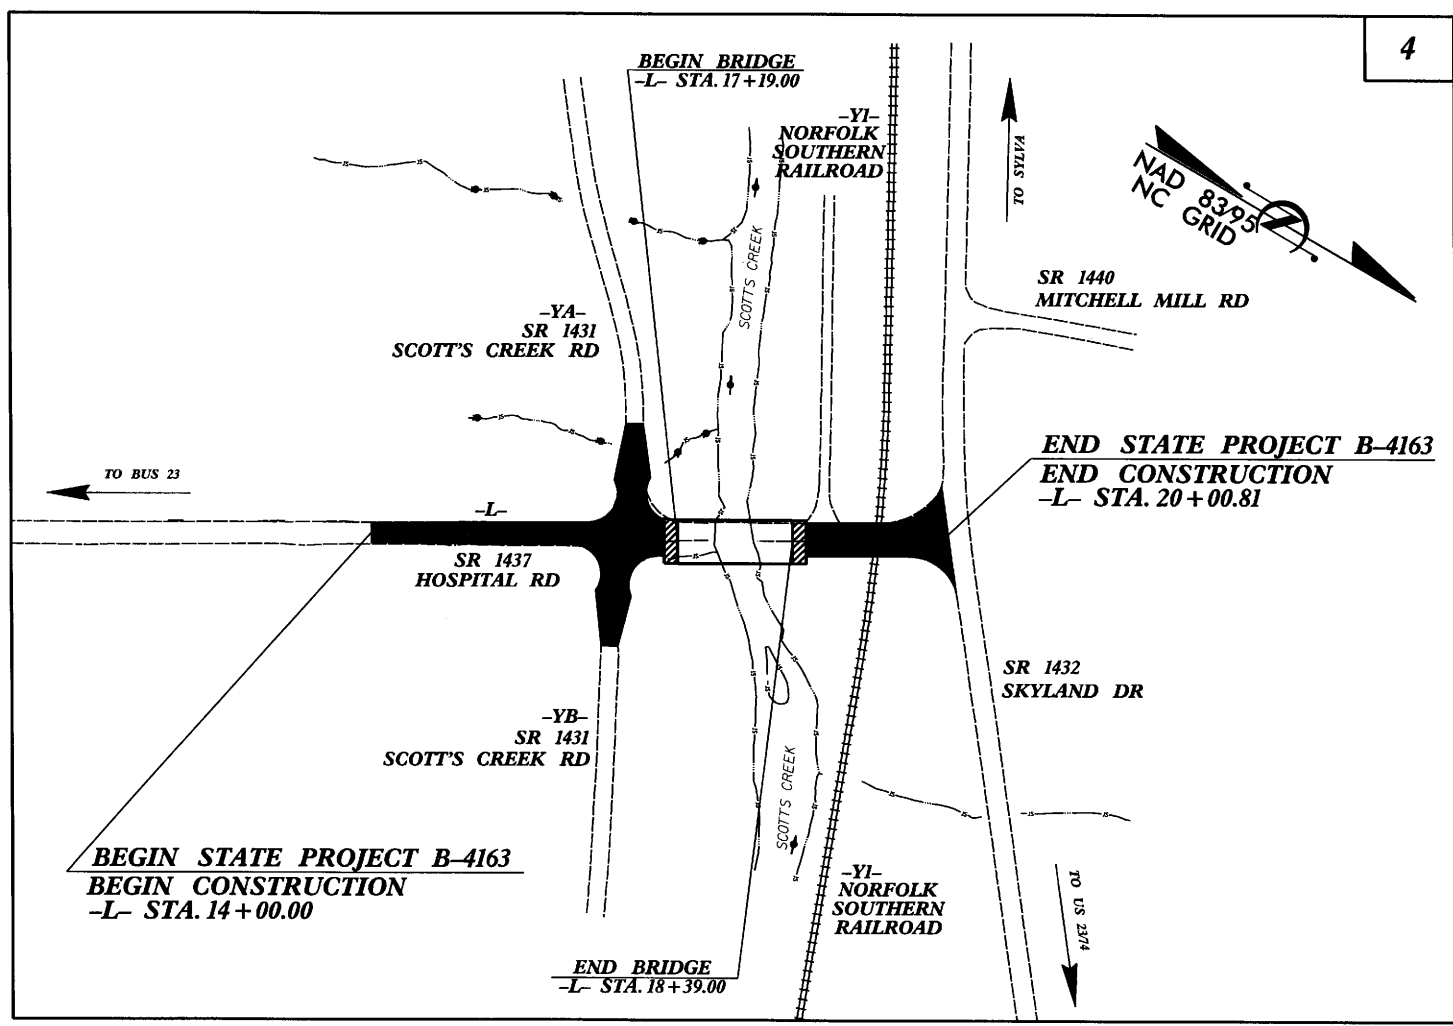 4
BEGIN BRIDGE
-L- STA. 17+19.00
-Y1-
NORFOLK
SOUTHERN
RAILROAD
TO SYLVA
NAD 83/95
NC GRID
SCOTTS CREEK
SR 1440
MITCHELL MILL RD
-YA-
SR 1431
SCOTT'S CREEK RD
END STATE PROJECT B-4163
END CONSTRUCTION
-L- STA. 20+00.81
TO BUS 23
-L-
SR 1437
HOSPITAL RD
SR 1432
SKYLAND DR
-YB-
SR 1431
SCOTT'S CREEK RD
SCOTTS CREEK
BEGIN STATE PROJECT B-4163
BEGIN CONSTRUCTION
-L- STA. 14+00.00
-Y1-
NORFOLK
SOUTHERN
RAILROAD
TO US 23/74
END BRIDGE
-L- STA. 18+39.00